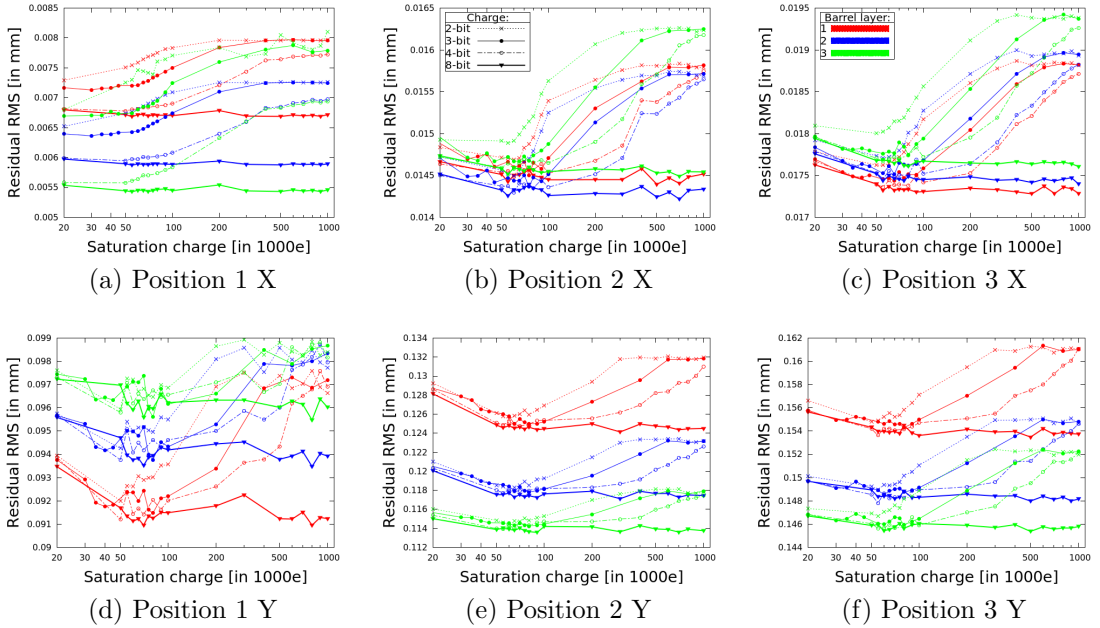 Residual RMS [in mm]
0.008
0.0075
0.007
0.0065
0.006
0.0055
0.005
20 30 40 50 100 200 300 500 1000
Saturation charge [in 1000e]
(a) Position 1 X
Residual RMS [in mm]
0.0165
0.016
0.0155
0.015
0.0145
0.014
Charge:
2-bit
3-bit
4-bit
8-bit
20 30 40 50 100 200 300 500 1000
Saturation charge [in 1000e]
(b) Position 2 X
Residual RMS [in mm]
0.0195
0.019
0.0185
0.018
0.0175
0.017
Barrel layer:
1
2
3
20 30 40 50 100 200 300 500 1000
Saturation charge [in 1000e]
(c) Position 3 X
Residual RMS [in mm]
0.099
0.097
0.096
0.094
0.092
0.091
0.09
20 30 40 50 100 200 300 500 1000
Saturation charge [in 1000e]
(d) Position 1 Y
Residual RMS [in mm]
0.134
0.132
0.13
0.128
0.126
0.124
0.122
0.12
0.118
0.116
0.114
0.112
20 30 40 50 100 200 300 500 1000
Saturation charge [in 1000e]
(e) Position 2 Y
Residual RMS [in mm]
0.162
0.16
0.158
0.156
0.154
0.152
0.15
0.148
0.146
0.144
20 30 40 50 100 200 300 500 1000
Saturation charge [in 1000e]
(f) Position 3 Y